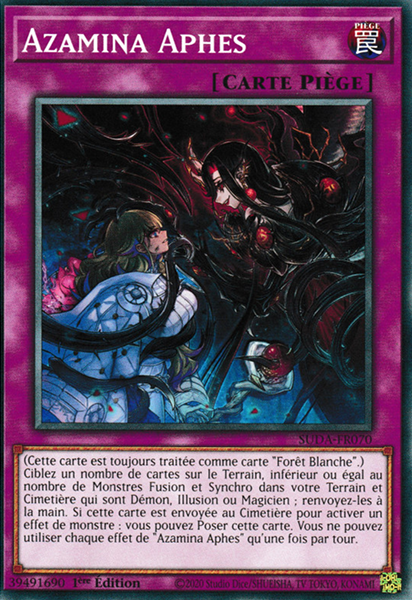 Azamina Aphes
PIÈGE
罠
[Carte Piège]
SUDA-FR070
(Cette carte est toujours traitée comme carte "Forêt Blanche".)
Ciblez un nombre de cartes sur le Terrain, inférieur ou égal au
nombre de Monstres Fusion et Synchro dans votre Terrain et
Cimetière qui sont Démon, Illusion ou Magicien ; renvoyez-les à
la main. Si cette carte est envoyée au Cimetière pour activer un
effet de monstre : vous pouvez Poser cette carte. Vous ne pouvez
utiliser chaque effet de "Azamina Aphes" qu'une fois par tour.
39491690 1ère Édition ©2020 Studio Dice/SHUEISHA, TV TOKYO, KONAMI